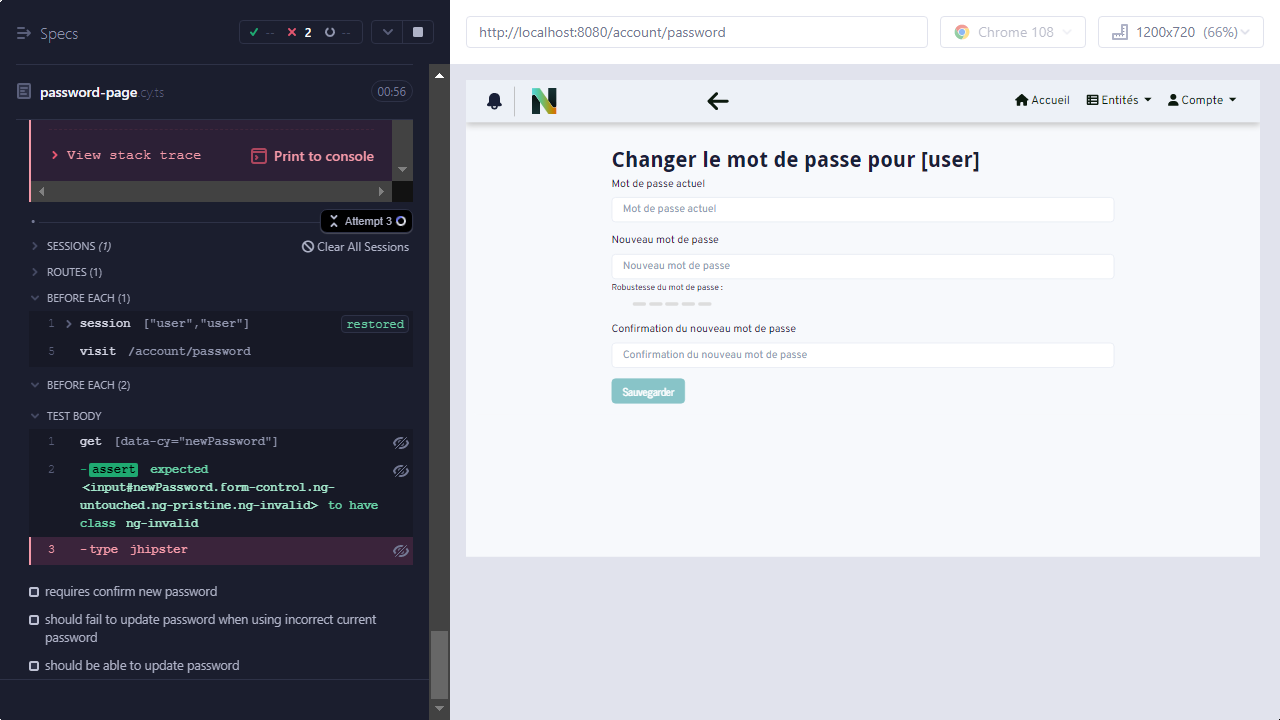 Specs
-- 2 --
password-page.cy.ts 00:56
View stack trace Print to console
Attempt 3
SESSIONS (1) Clear All Sessions
ROUTES (1)
BEFORE EACH (1)
1 session ["user","user"] restored
5 visit /account/password
BEFORE EACH (2)
TEST BODY
1 get [data-cy="newPassword"]
2 -assert expected
<input#newPassword.form-control.ng-
untouched.ng-pristine.ng-invalid> to have
class ng-invalid
3 -type jhipster
requires confirm new password
should fail to update password when using incorrect current
password
should be able to update password
http://localhost:8080/account/password
Chrome 108
1200x720 (66%)
N
Accueil Entités Compte
Changer le mot de passe pour [user]
Mot de passe actuel
Mot de passe actuel
Nouveau mot de passe
Nouveau mot de passe
Robustesse du mot de passe :
Confirmation du nouveau mot de passe
Confirmation du nouveau mot de passe
Sauvegarder